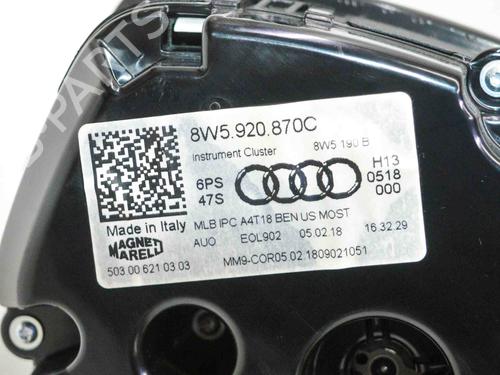 PARTS
8W5.920.870C
Instrument Cluster 8W5 190 B
6PS H13
47S 0518
000
Made in Italy MLB IPC A4T18 BEN US MOST
MAGNETI AUO EOL902 05.02.18 16.32.29
MARELLI
503 00 621 03 03 MM9-COR05.02.1809021051